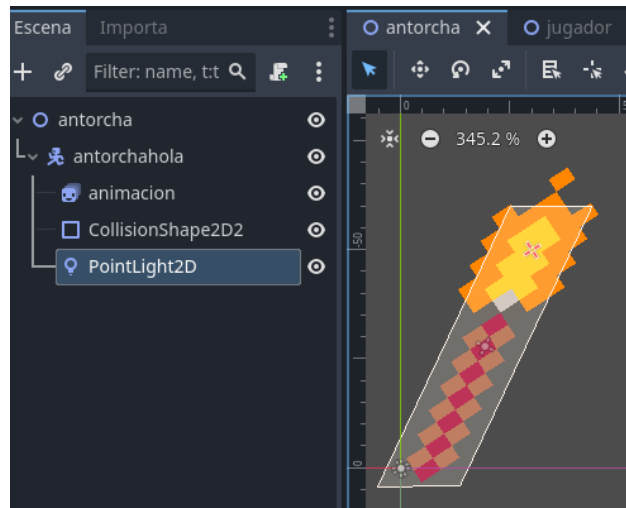 Escena Importa
antorcha jugador
Filter: name, t:t
antorcha
antorchahola
animacion
CollisionShape2D2
PointLight2D
345.2 %
0
-50
0